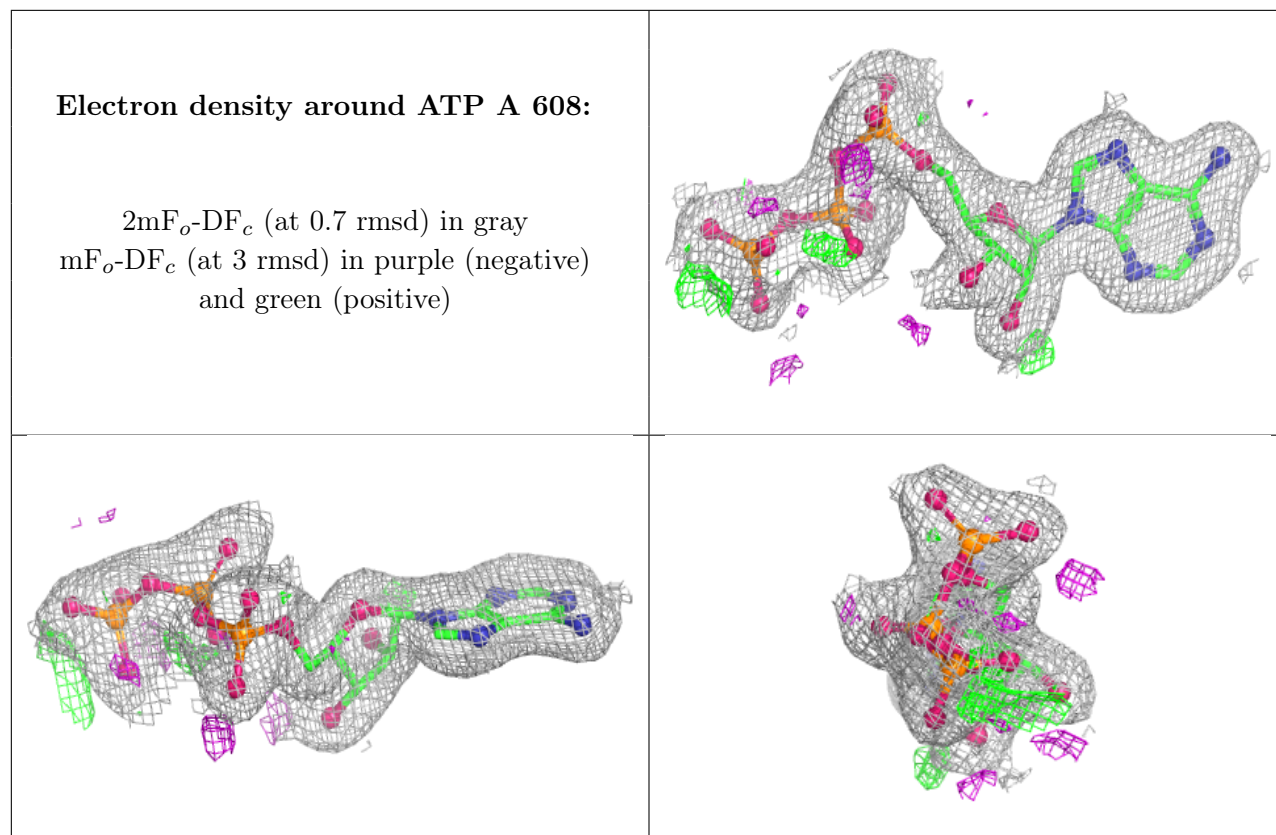 Electron density around ATP A 608:
2mFo-DFc (at 0.7 rmsd) in gray
mFo-DFc (at 3 rmsd) in purple (negative)
and green (positive)